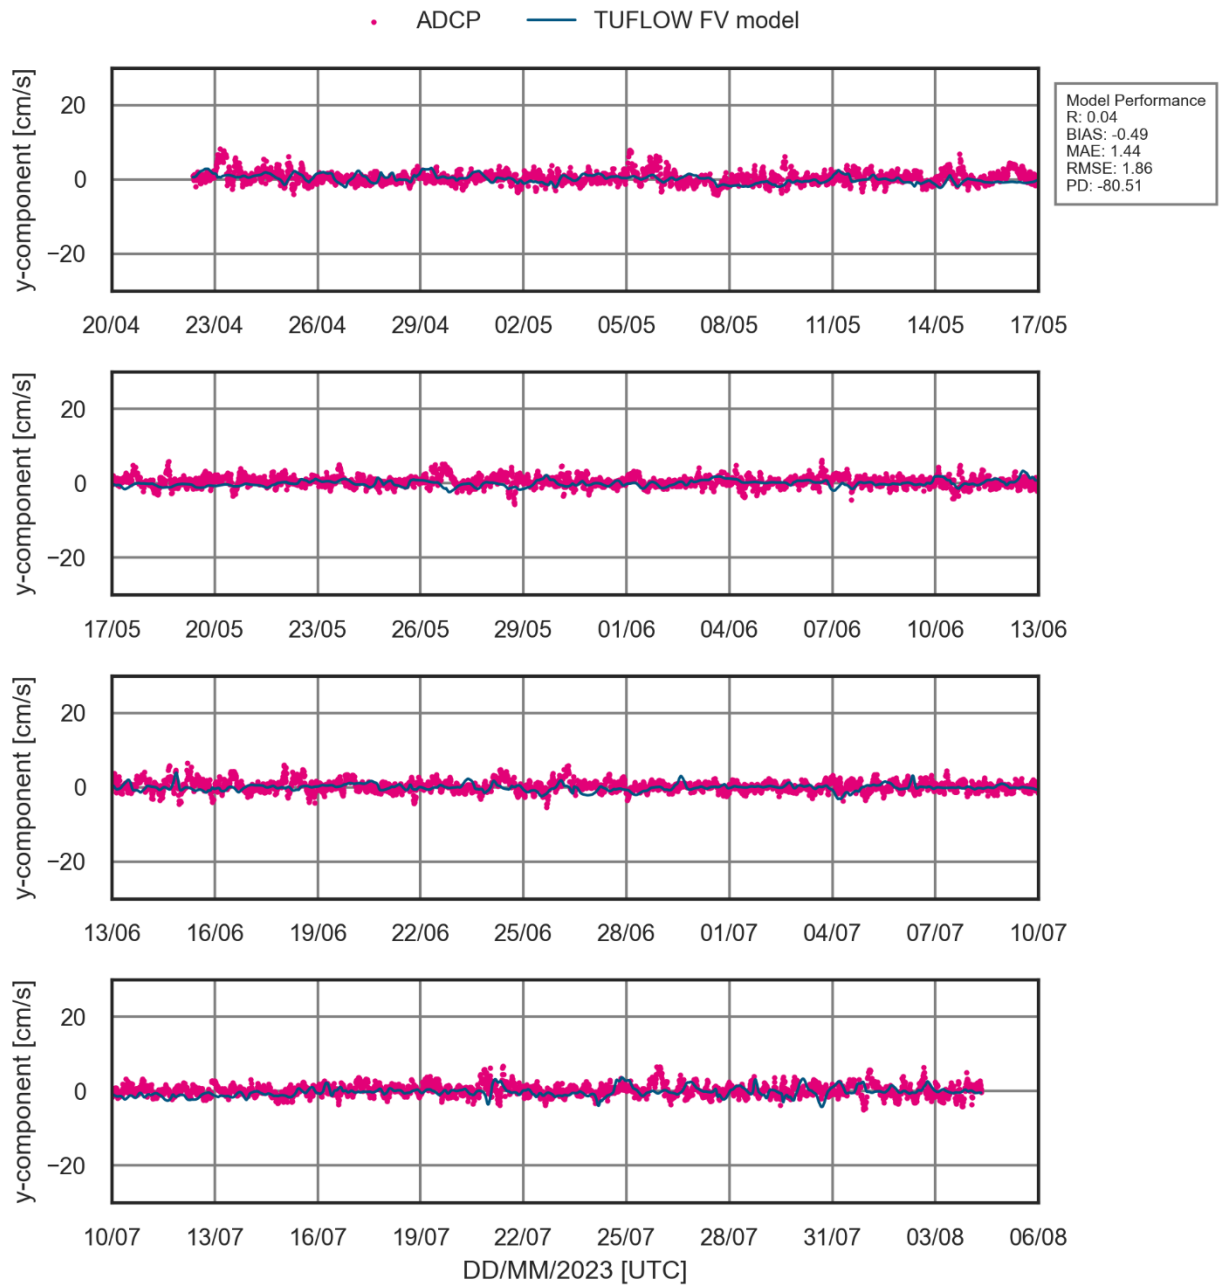 ADCP TUFLOW FV model
y-component [cm/s]
20
0
−20
20/04 23/04 26/04 29/04 02/05 05/05 08/05 11/05 14/05 17/05
Model Performance
R: 0.04
BIAS: -0.49
MAE: 1.44
RMSE: 1.86
PD: -80.51
y-component [cm/s]
20
0
−20
17/05 20/05 23/05 26/05 29/05 01/06 04/06 07/06 10/06 13/06
y-component [cm/s]
20
0
−20
13/06 16/06 19/06 22/06 25/06 28/06 01/07 04/07 07/07 10/07
y-component [cm/s]
20
0
−20
10/07 13/07 16/07 19/07 22/07 25/07 28/07 31/07 03/08 06/08
DD/MM/2023 [UTC]